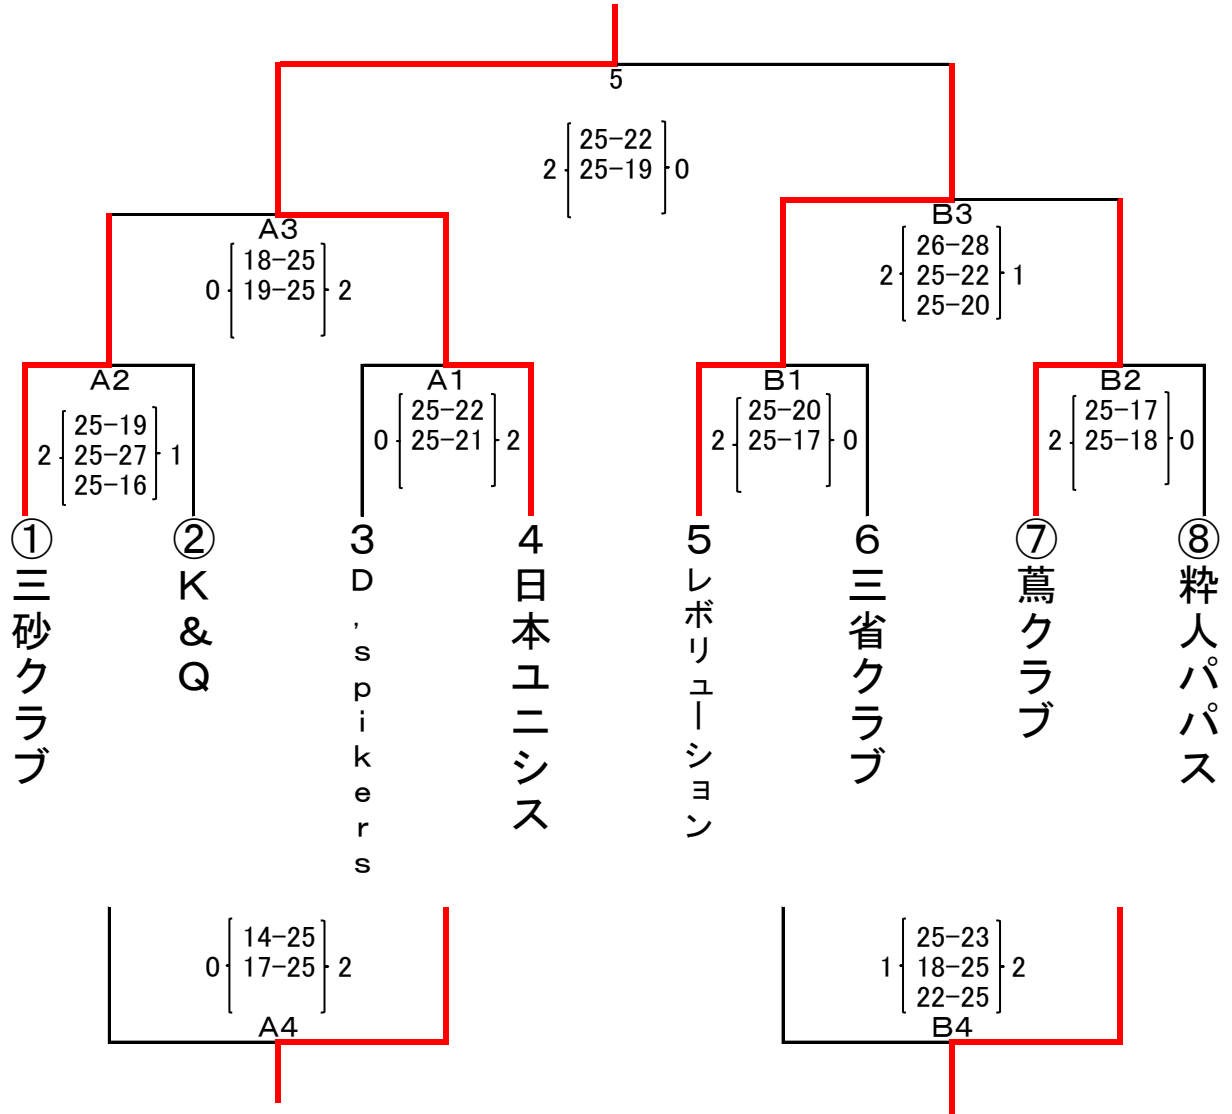 5
25-22
2 25-19 0
A3
18-25
0 19-25 2
B3
26-28
2 25-22 1
25-20
A2
25-19
2 25-27 1
25-16
A1
25-22
0 25-21 2
B1
25-20
2 25-17 0
B2
25-17
2 25-18 0
①三砂クラブ
②K&Q
3 D,spikers
4日本ユニシス
5レボリューション
6三省クラブ
⑦蔦クラブ
⑧粋人パパス
14-25
0 17-25 2
A4
25-23
1 18-25 2
22-25
B4